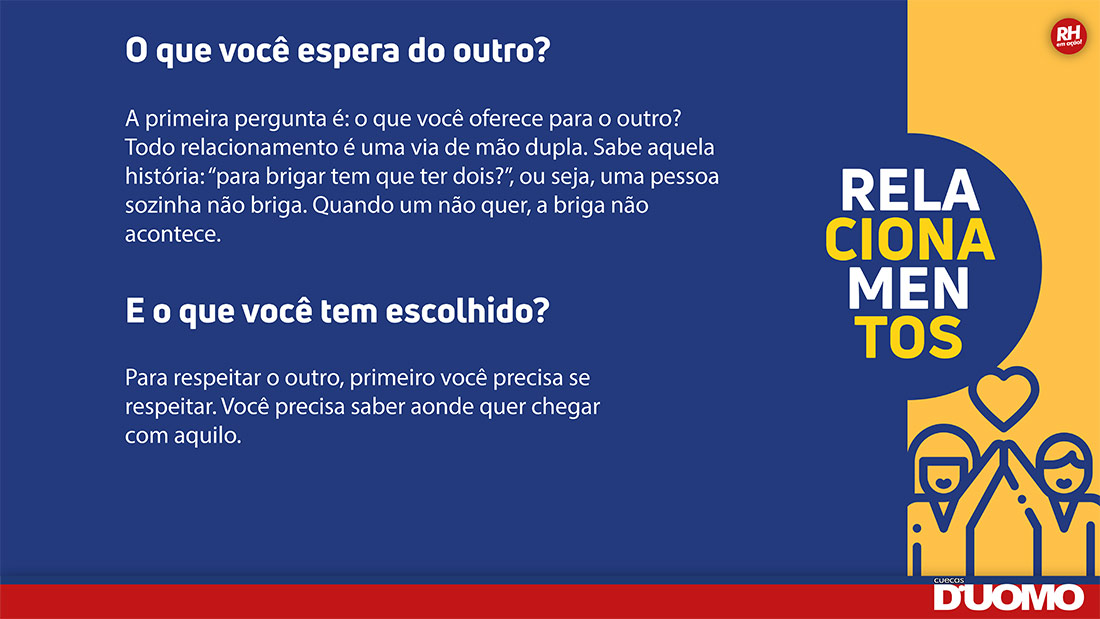 O que você espera do outro?
A primeira pergunta é: o que você oferece para o outro?
Todo relacionamento é uma via de mão dupla. Sabe aquela
história: “para brigar tem que ter dois?”, ou seja, uma pessoa
sozinha não briga. Quando um não quer, a briga não
acontece.
E o que você tem escolhido?
Para respeitar o outro, primeiro você precisa se
respeitar. Você precisa saber aonde quer chegar
com aquilo.
RH
em ação!
RELA
CIONA
MEN
TOS
cuecas
D'UOMO